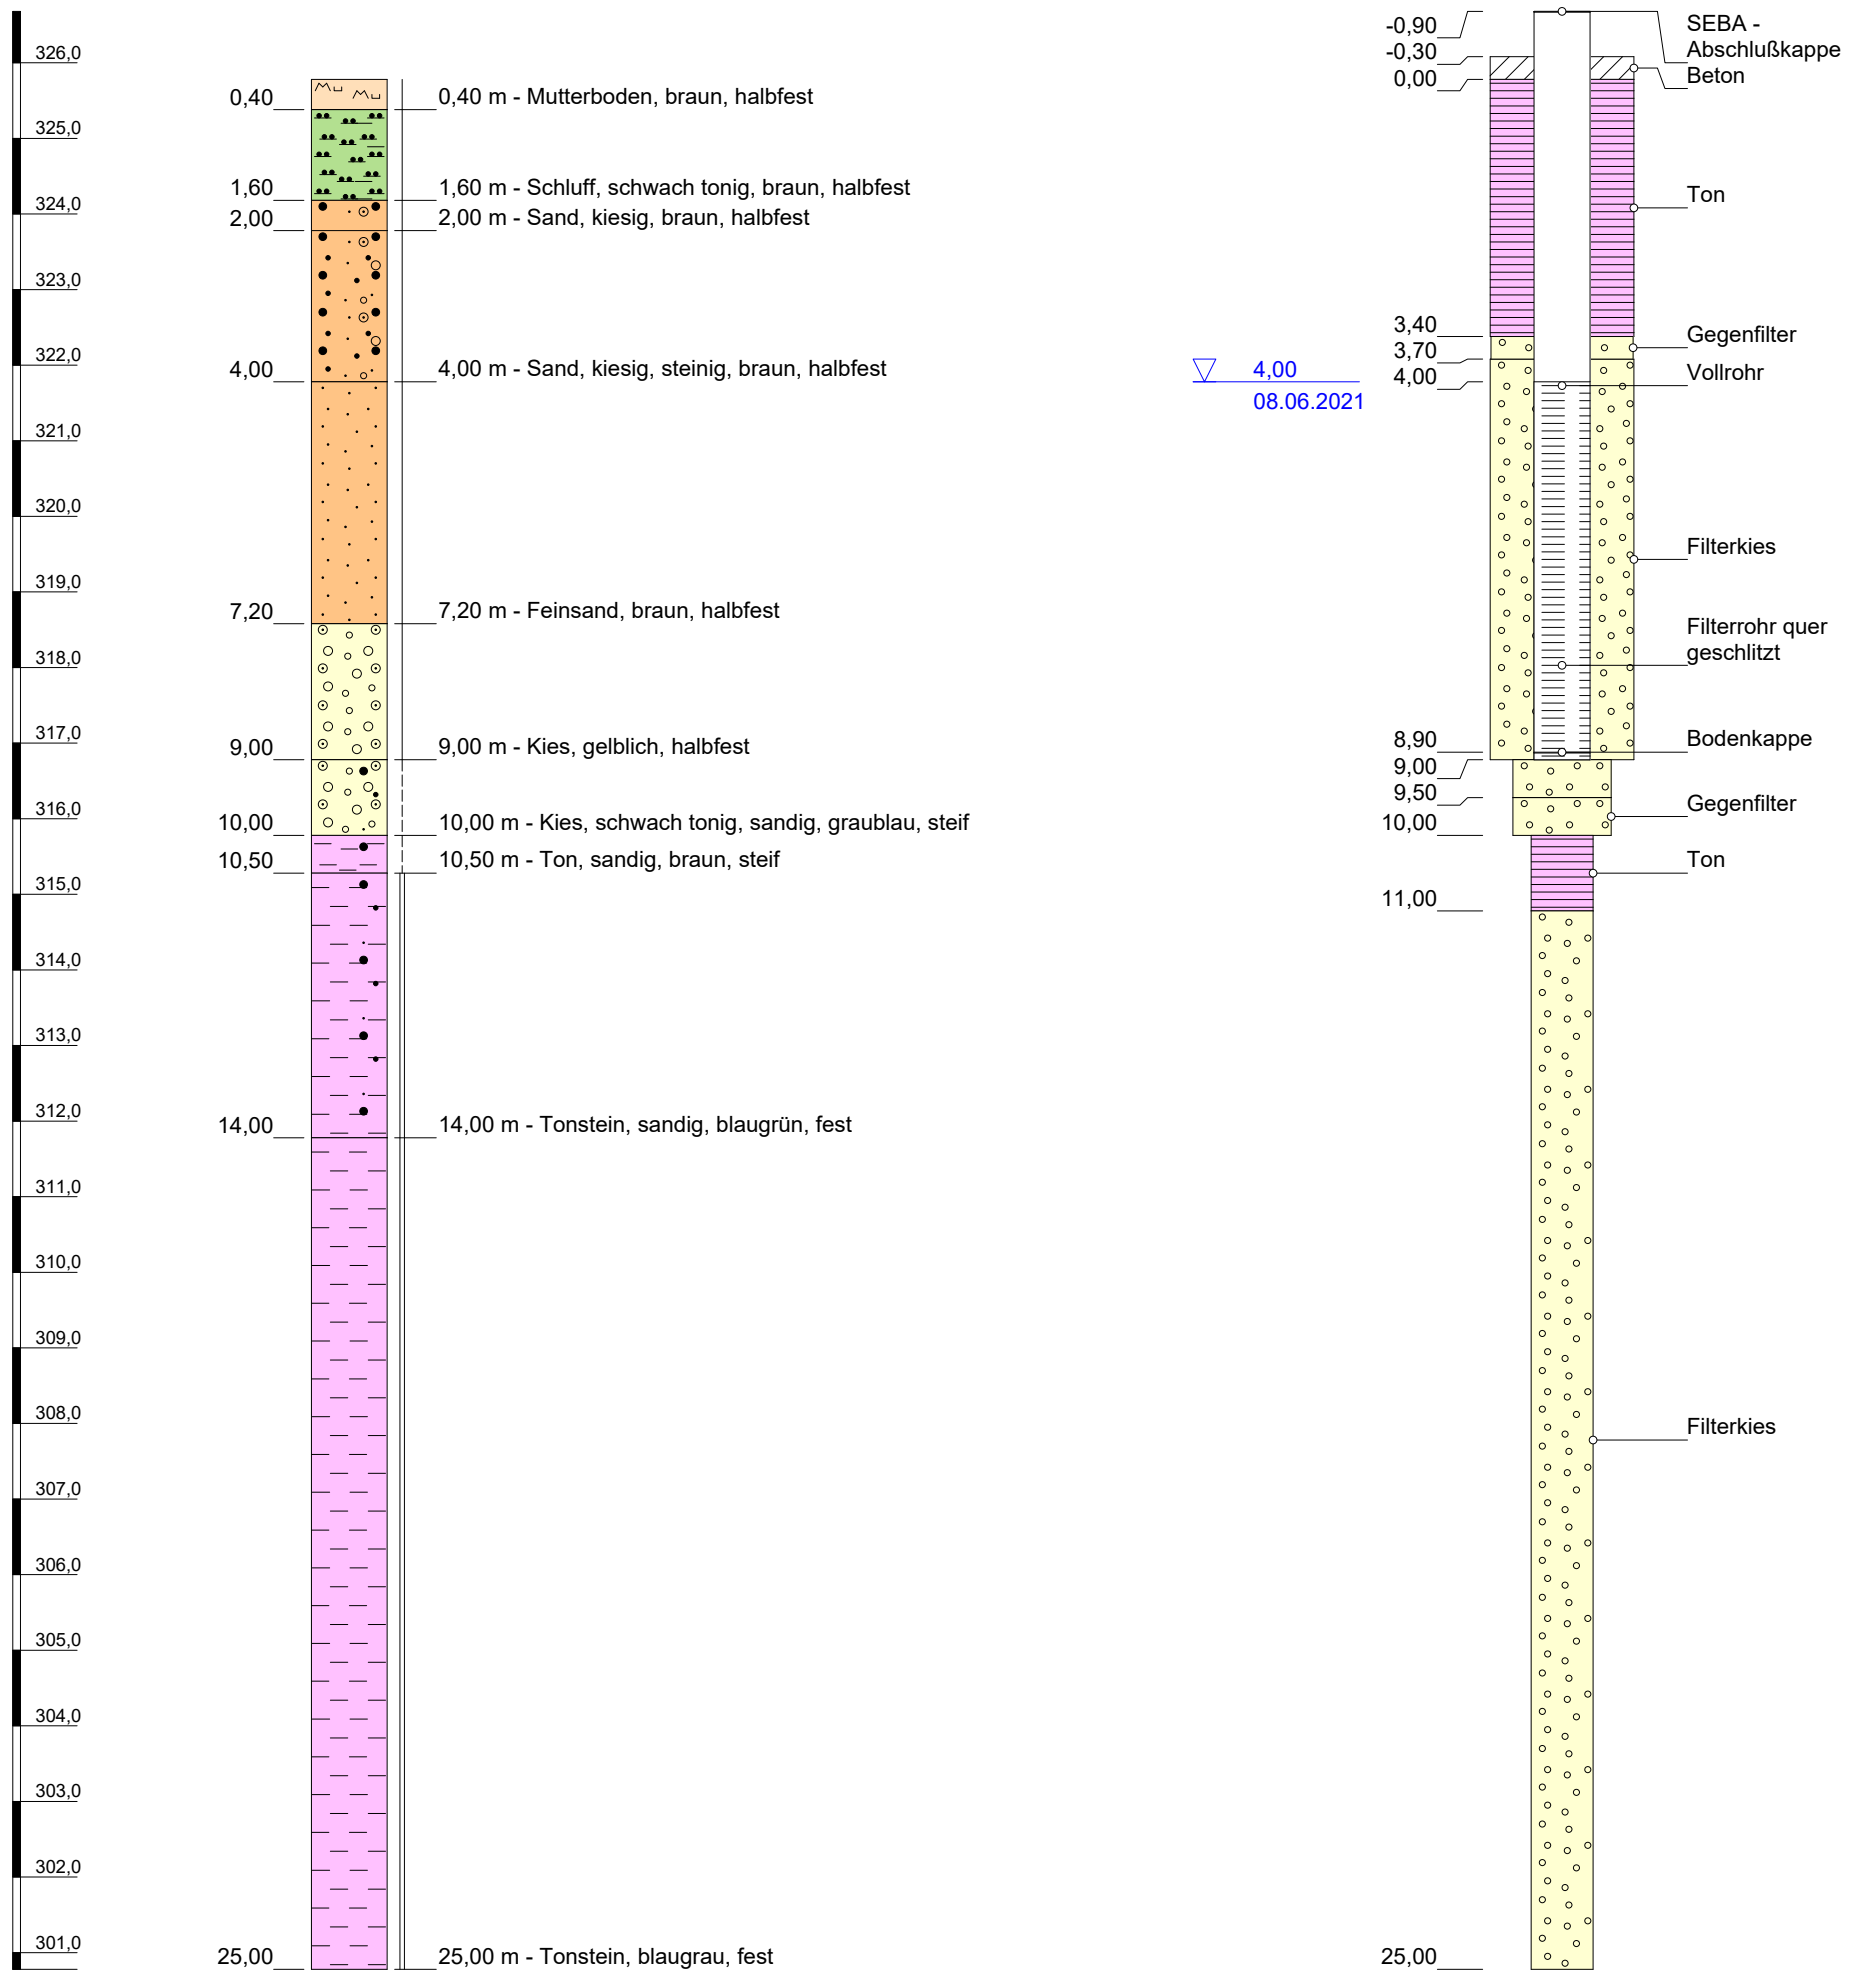 326,0
325,0
324,0
323,0
322,0
321,0
320,0
319,0
318,0
317,0
316,0
315,0
314,0
313,0
312,0
311,0
310,0
309,0
308,0
307,0
306,0
305,0
304,0
303,0
302,0
301,0
0,40
1,60
2,00
4,00
7,20
9,00
10,00
10,50
14,00
25,00
0,40 m - Mutterboden, braun, halbfest
1,60 m - Schluff, schwach tonig, braun, halbfest
2,00 m - Sand, kiesig, braun, halbfest
4,00 m - Sand, kiesig, steinig, braun, halbfest
7,20 m - Feinsand, braun, halbfest
9,00 m - Kies, gelblich, halbfest
10,00 m - Kies, schwach tonig, sandig, graublau, steif
10,50 m - Ton, sandig, braun, steif
14,00 m - Tonstein, sandig, blaugrün, fest
25,00 m - Tonstein, blaugrau, fest
4,00
08.06.2021
-0,90
-0,30
0,00
3,40
3,70
4,00
8,90
9,00
9,50
10,00
11,00
25,00
SEBA -
Abschlußkappe
Beton
Ton
Gegenfilter
Vollrohr
Filterkies
Filterrohr quer
geschlitzt
Bodenkappe
Gegenfilter
Ton
Filterkies